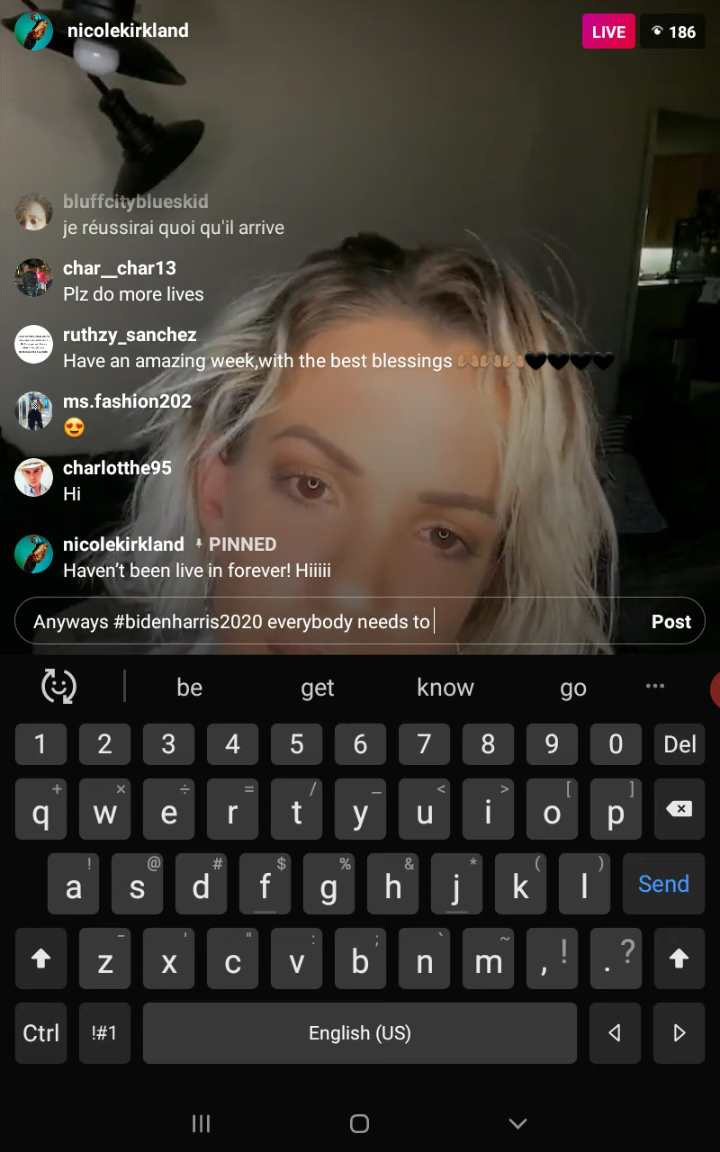 nicolekirkland LIVE 186
bluffcityblueskid
je réussirai quoi qu'il arrive
char__char13
Plz do more lives
ruthzy_sanchez
Have an amazing week,with the best blessings 🙌🏽🙌🏽🙌🏽🖤🖤🖤🖤
ms.fashion202
😍
charlotthe95
Hi
nicolekirkland PINNED
Haven't been live in forever! Hiiiii
Anyways #bidenharris2020 everybody needs to Post
be get know go ...
1 2 3 4 5 6 7 8 9 0 Del
+ × ÷ = / _ < > [ ]
q w e r t y u i o p
! @ # $ % & * ( )
a s d f g h j k l Send
- ' " : ; ` ~ ! ?
z x c v b n m , .
Ctrl !#1 English (US)